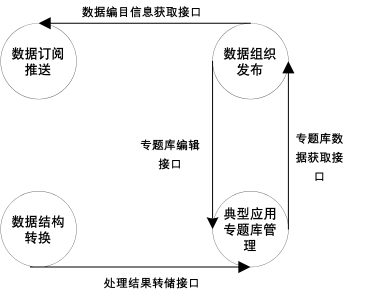 数据编目信息获取接口
数据订阅
推送
数据组织
发布
专题库编辑
接口
专题库数
据获取接
口
数据结构
转换
典型应用
专题库管
理
处理结果转储接口